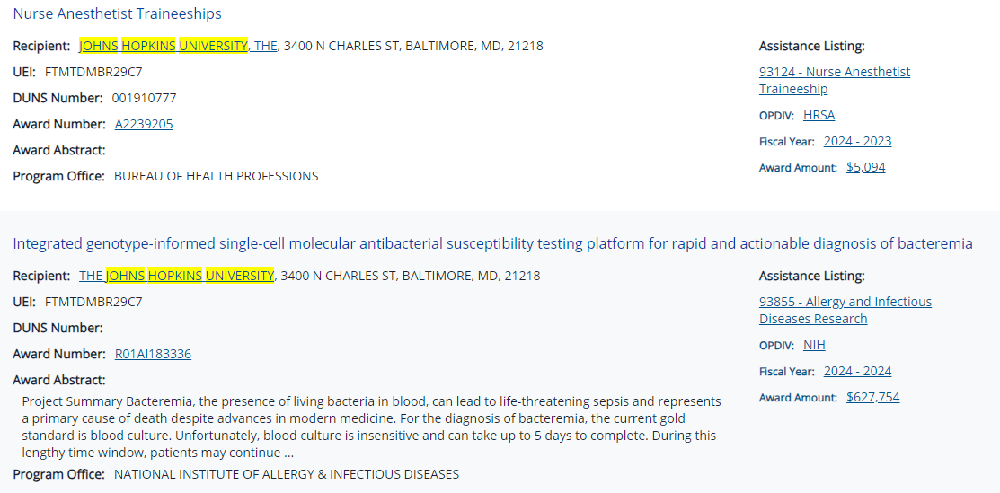 Nurse Anesthetist Traineeships
Recipient: JOHNS HOPKINS UNIVERSITY, THE, 3400 N CHARLES ST, BALTIMORE, MD, 21218
UEI: FTMTDMBR29C7
DUNS Number: 001910777
Award Number: A2239205
Award Abstract:
Program Office: BUREAU OF HEALTH PROFESSIONS
Assistance Listing:
93124 - Nurse Anesthetist
Traineeship
OPDIV: HRSA
Fiscal Year: 2024 - 2023
Award Amount: $5,094
Integrated genotype-informed single-cell molecular antibacterial susceptibility testing platform for rapid and actionable diagnosis of bacteremia
Recipient: THE JOHNS HOPKINS UNIVERSITY, 3400 N CHARLES ST, BALTIMORE, MD, 21218
UEI: FTMTDMBR29C7
DUNS Number:
Award Number: R01AI183336
Award Abstract:
Project Summary Bacteremia, the presence of living bacteria in blood, can lead to life-threatening sepsis and represents
a primary cause of death despite advances in modern medicine. For the diagnosis of bacteremia, the current gold
standard is blood culture. Unfortunately, blood culture is insensitive and can take up to 5 days to complete. During this
lengthy time window, patients may continue ...
Program Office: NATIONAL INSTITUTE OF ALLERGY & INFECTIOUS DISEASES
Assistance Listing:
93855 - Allergy and Infectious
Diseases Research
OPDIV: NIH
Fiscal Year: 2024 - 2024
Award Amount: $627,754